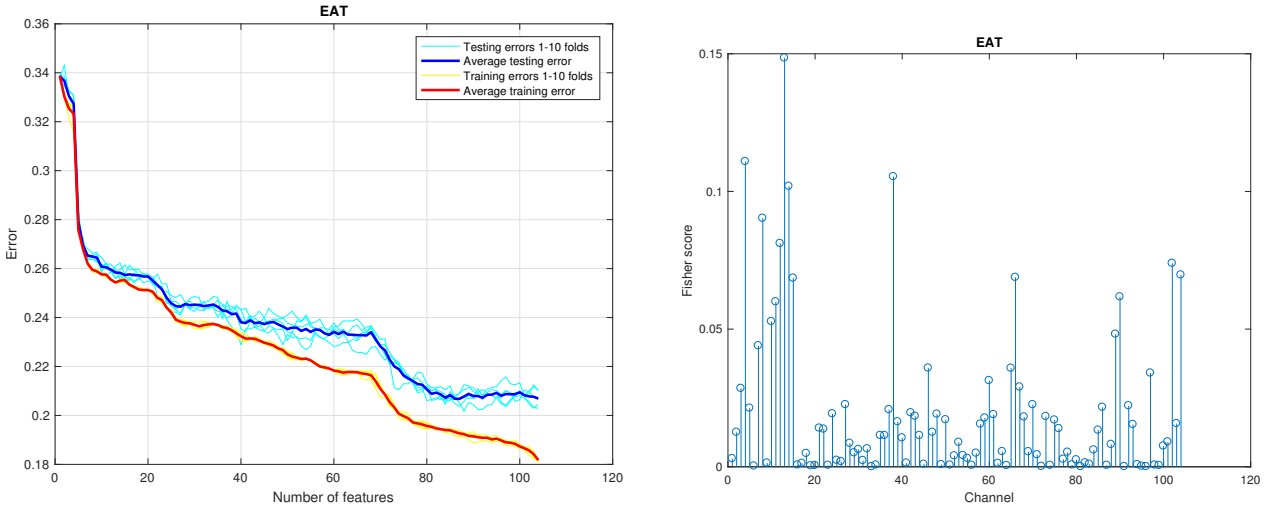 EAT
0.36
0.34
0.32
0.3
0.28
0.26
0.24
0.22
0.2
0.18
Error
0 20 40 60 80 100 120
Number of features
Testing errors 1-10 folds
Average testing error
Training errors 1-10 folds
Average training error
EAT
0.15
0.1
0.05
0
Fisher score
0 20 40 60 80 100 120
Channel